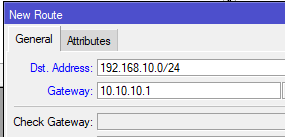 New Route
General Attributes
Dst. Address: 192.168.10.0/24
Gateway: 10.10.10.1
Check Gateway: